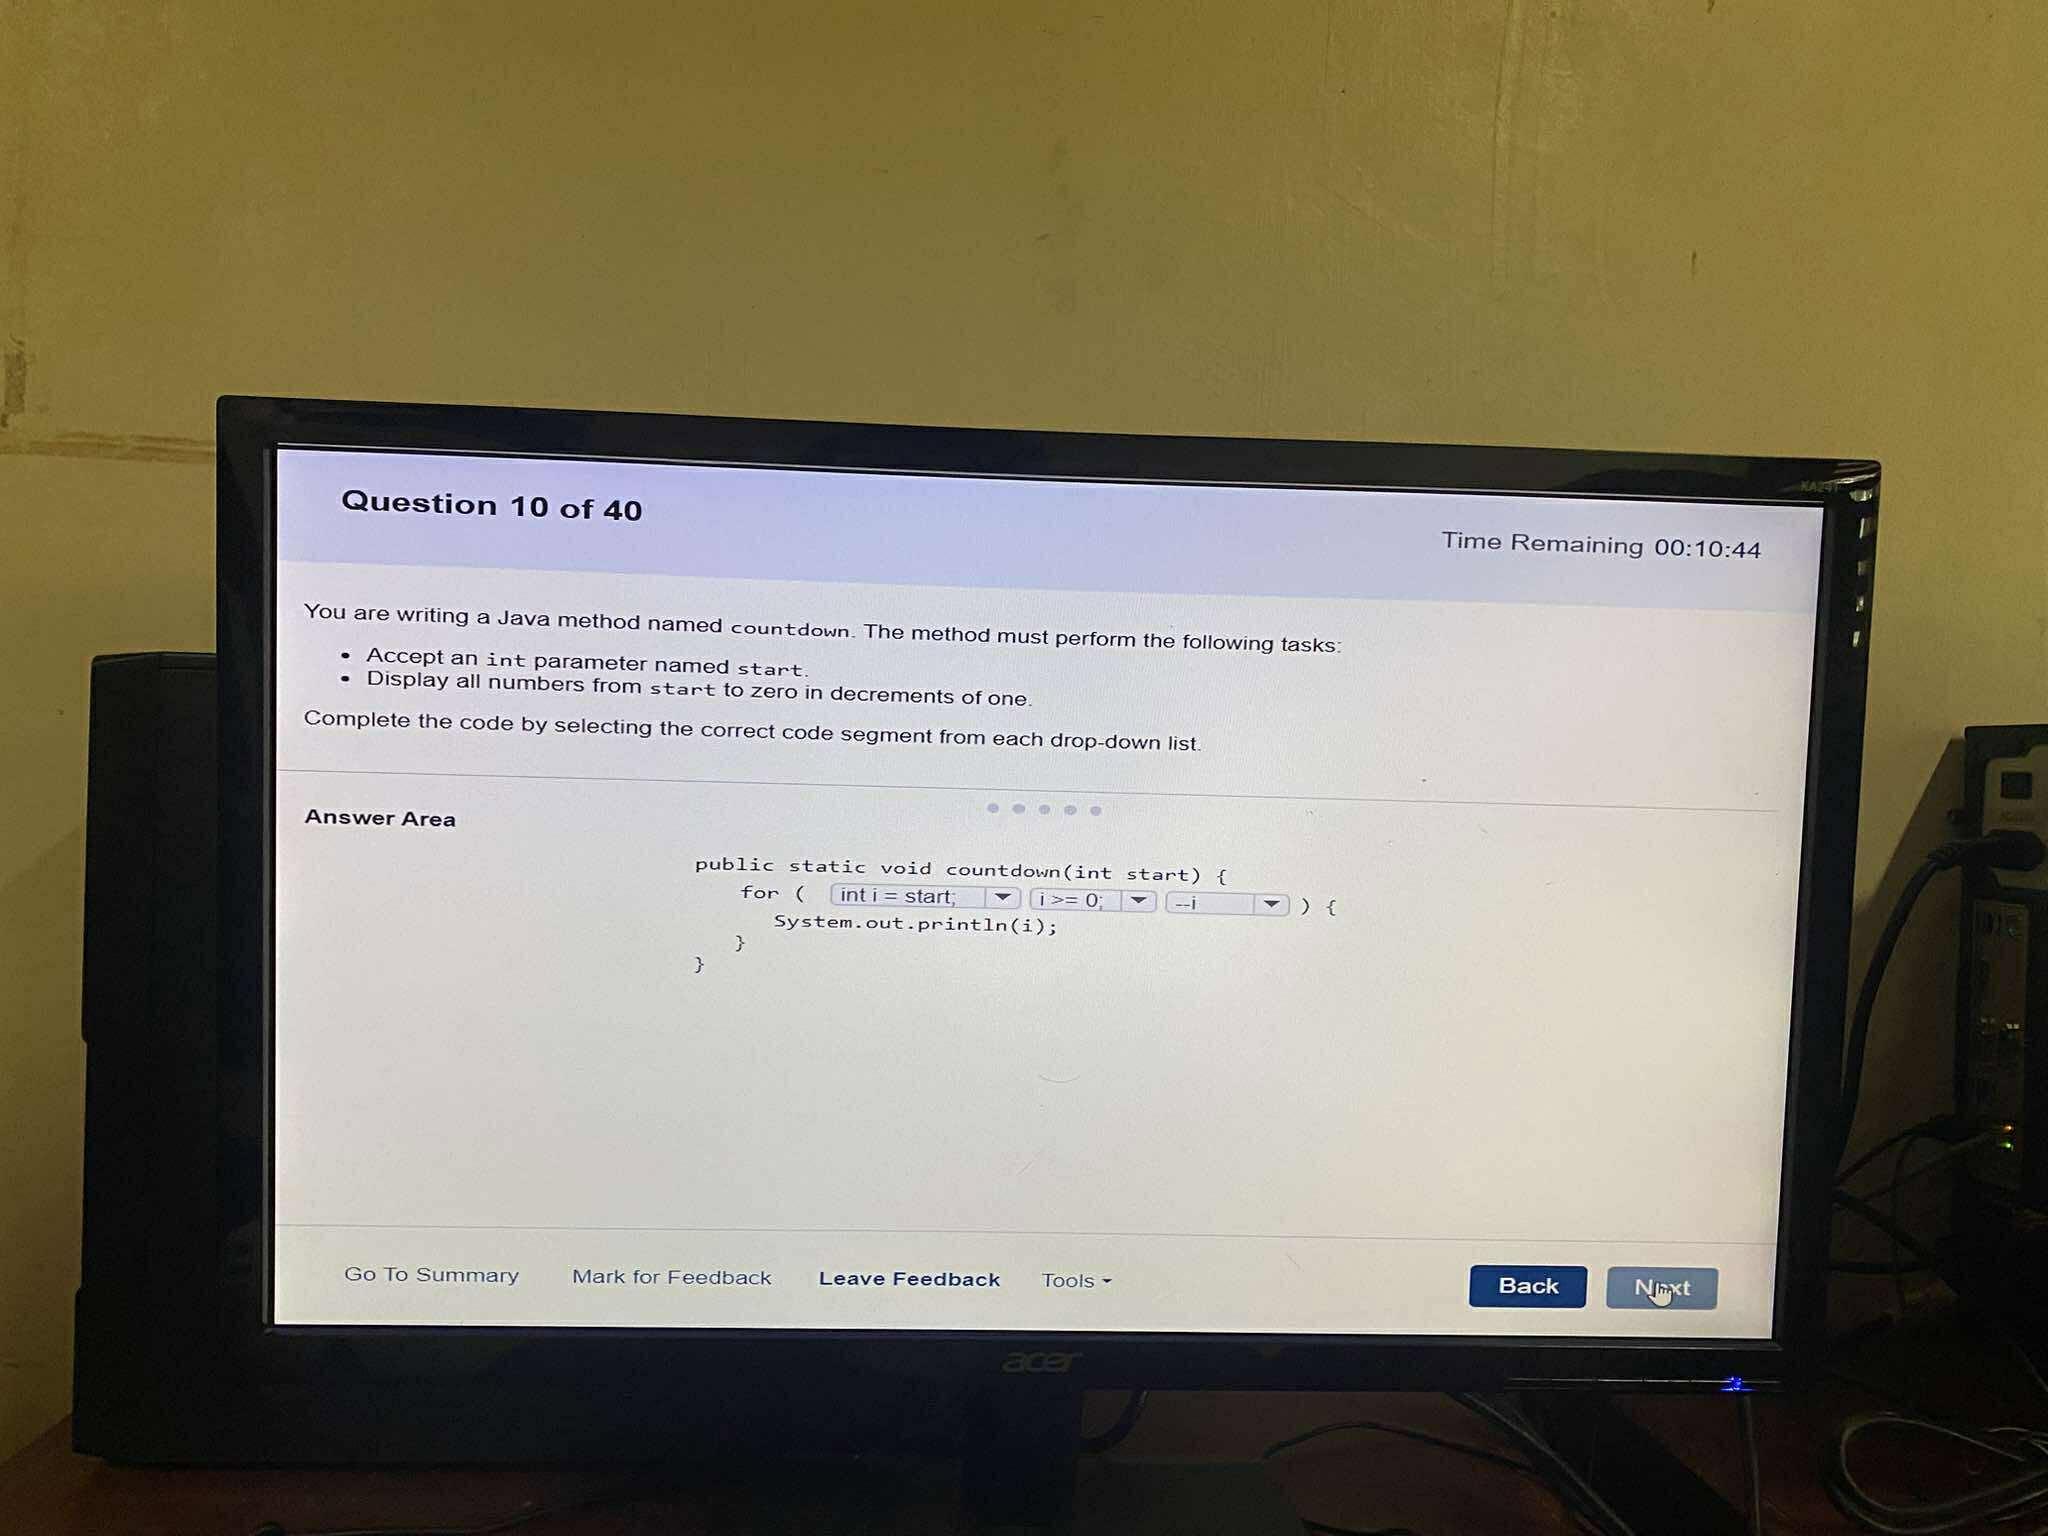 KA241
Question 10 of 40
Time Remaining 00:10:44
You are writing a Java method named countdown. The method must perform the following tasks:
• Accept an int parameter named start.
• Display all numbers from start to zero in decrements of one.
Complete the code by selecting the correct code segment from each drop-down list.
Answer Area
public static void countdown(int start) {
for ( int i = start; i >= 0; --i ) {
System.out.println(i);
}
}
Go To Summary Mark for Feedback Leave Feedback Tools Back Next
acer